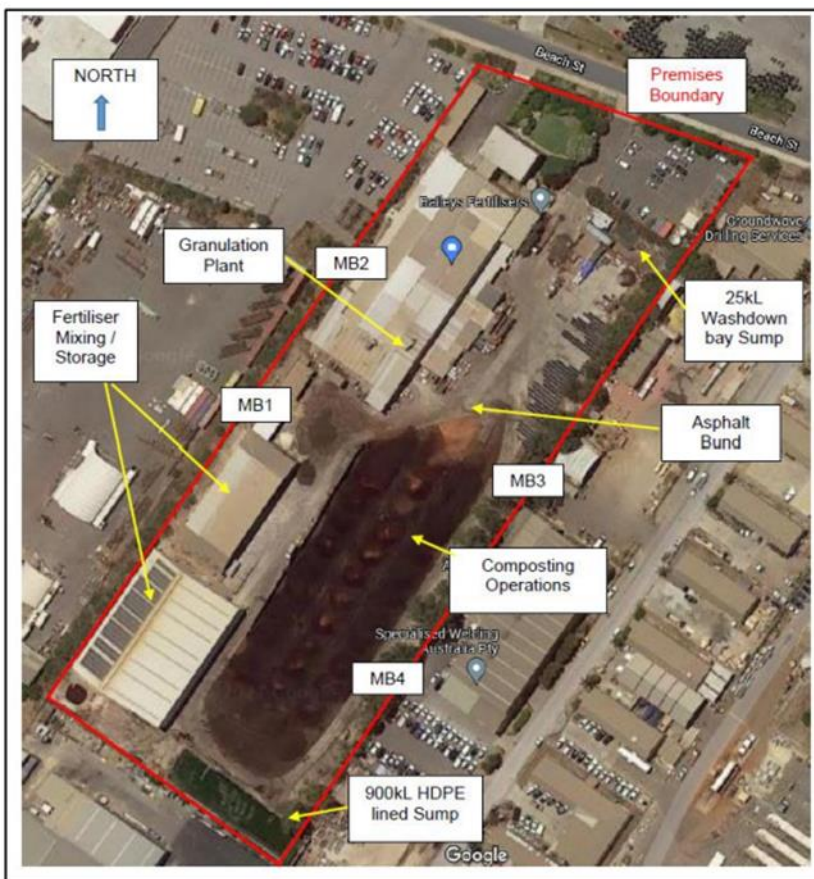 NORTH
Beach St
Premises
Boundary
Beach St
Baileys Fertilisers
Groundwave
Drilling Services
Granulation
Plant
MB2
25kL
Washdown
bay Sump
Fertiliser
Mixing /
Storage
MB1
Asphalt
Bund
MB3
Composting
Operations
Specialised Welding
Australia Pty
MB4
900kL HDPE
lined Sump
Google